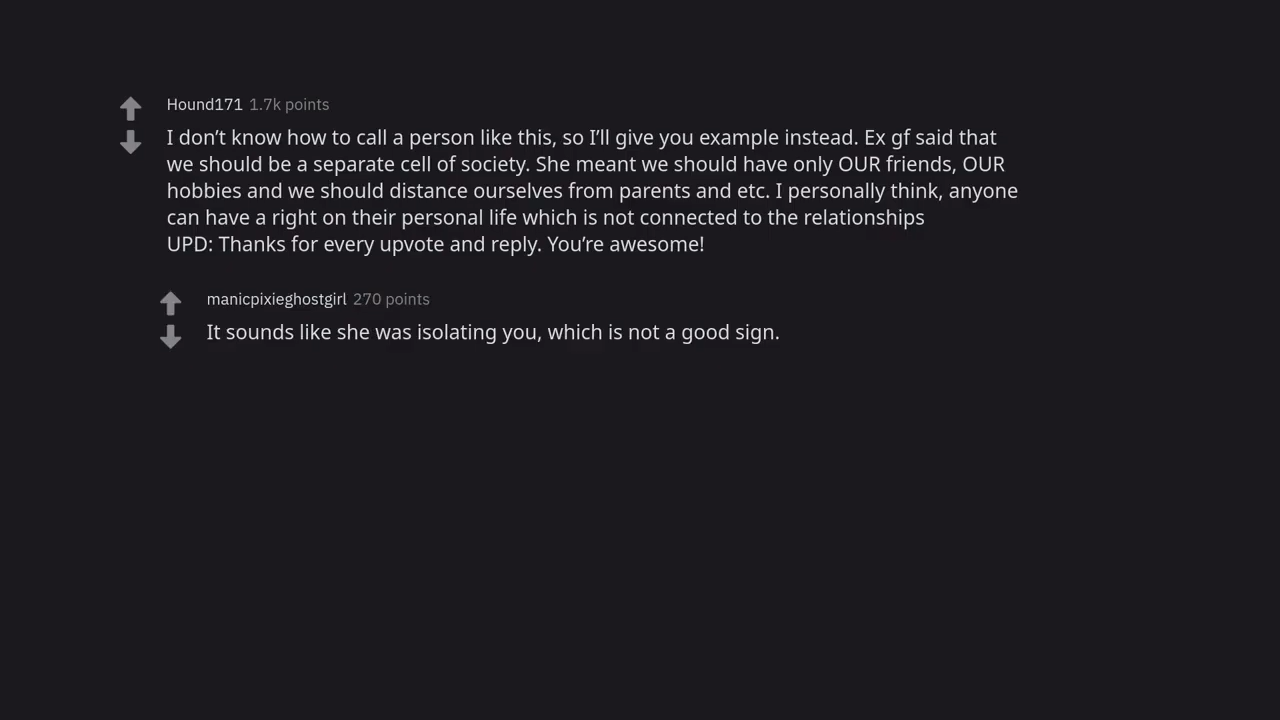 Hound171 1.7k points
I don’t know how to call a person like this, so I’ll give you example instead. Ex gf said that
we should be a separate cell of society. She meant we should have only OUR friends, OUR
hobbies and we should distance ourselves from parents and etc. I personally think, anyone
can have a right on their personal life which is not connected to the relationships
UPD: Thanks for every upvote and reply. You’re awesome!
manicpixieghostgirl 270 points
It sounds like she was isolating you, which is not a good sign.